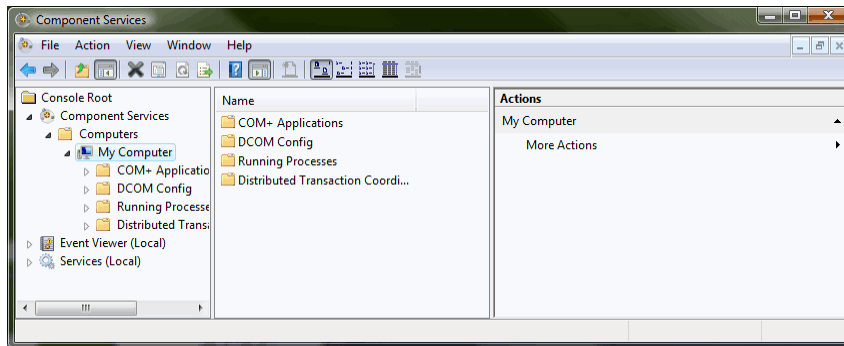 Component Services
File Action View Window Help
Console Root
Component Services
Computers
My Computer
COM+ Applicatio
DCOM Config
Running Processe
Distributed Transa
Event Viewer (Local)
Services (Local)
Name
COM+ Applications
DCOM Config
Running Processes
Distributed Transaction Coordi...
Actions
My Computer
More Actions